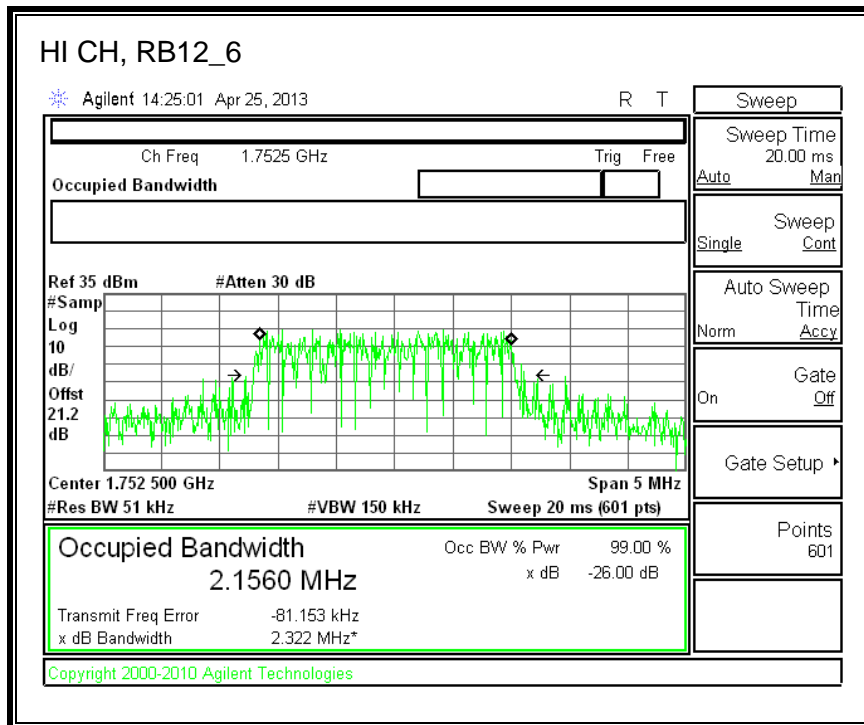 HI CH, RB12_6
Agilent 14:25:01 Apr 25, 2013 R T
Ch Freq 1.7525 GHz Trig Free
Occupied Bandwidth
Ref 35 dBm #Atten 30 dB
#Samp
Log
10
dB/
Offst
21.2
dB
Center 1.752 500 GHz Span 5 MHz
#Res BW 51 kHz #VBW 150 kHz Sweep 20 ms (601 pts)
Occupied Bandwidth Occ BW % Pwr 99.00 %
2.1560 MHz x dB -26.00 dB
Transmit Freq Error -81.153 kHz
x dB Bandwidth 2.322 MHz*
Copyright 2000-2010 Agilent Technologies
Sweep
Sweep Time
20.00 ms
Auto Man
Sweep
Single Cont
Auto Sweep
Time
Norm Accy
Gate
On Off
Gate Setup
Points
601